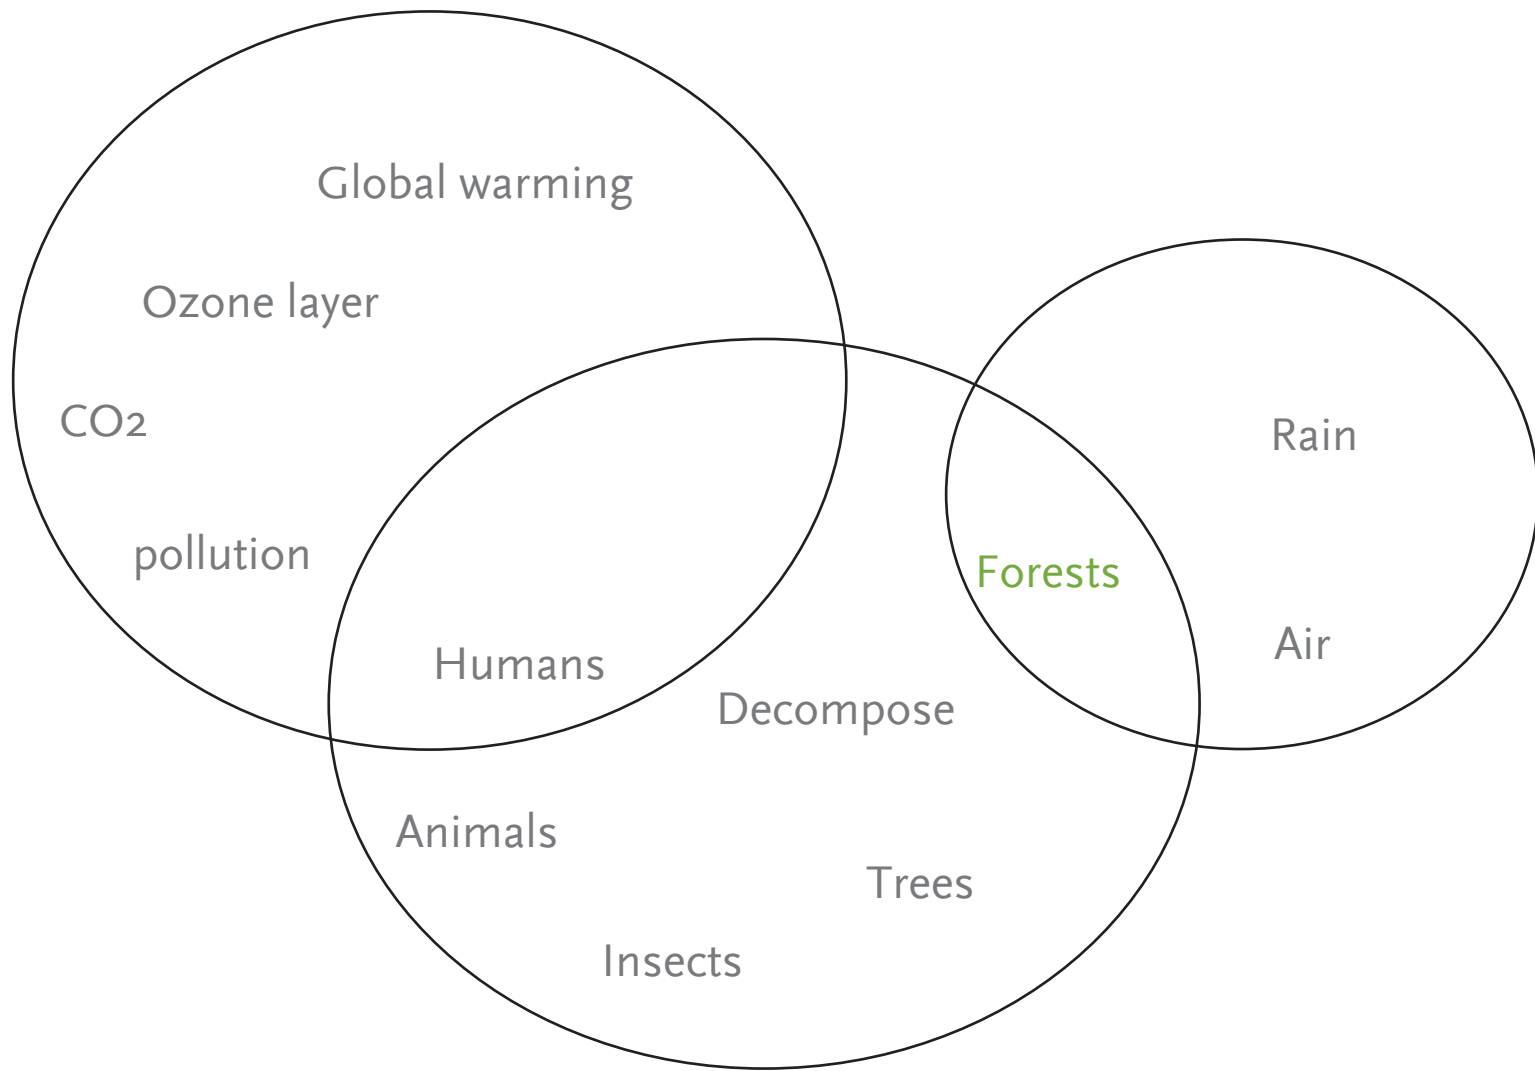 Global warming
Ozone layer
CO2
Rain
pollution
Forests
Air
Humans
Decompose
Animals
Trees
Insects